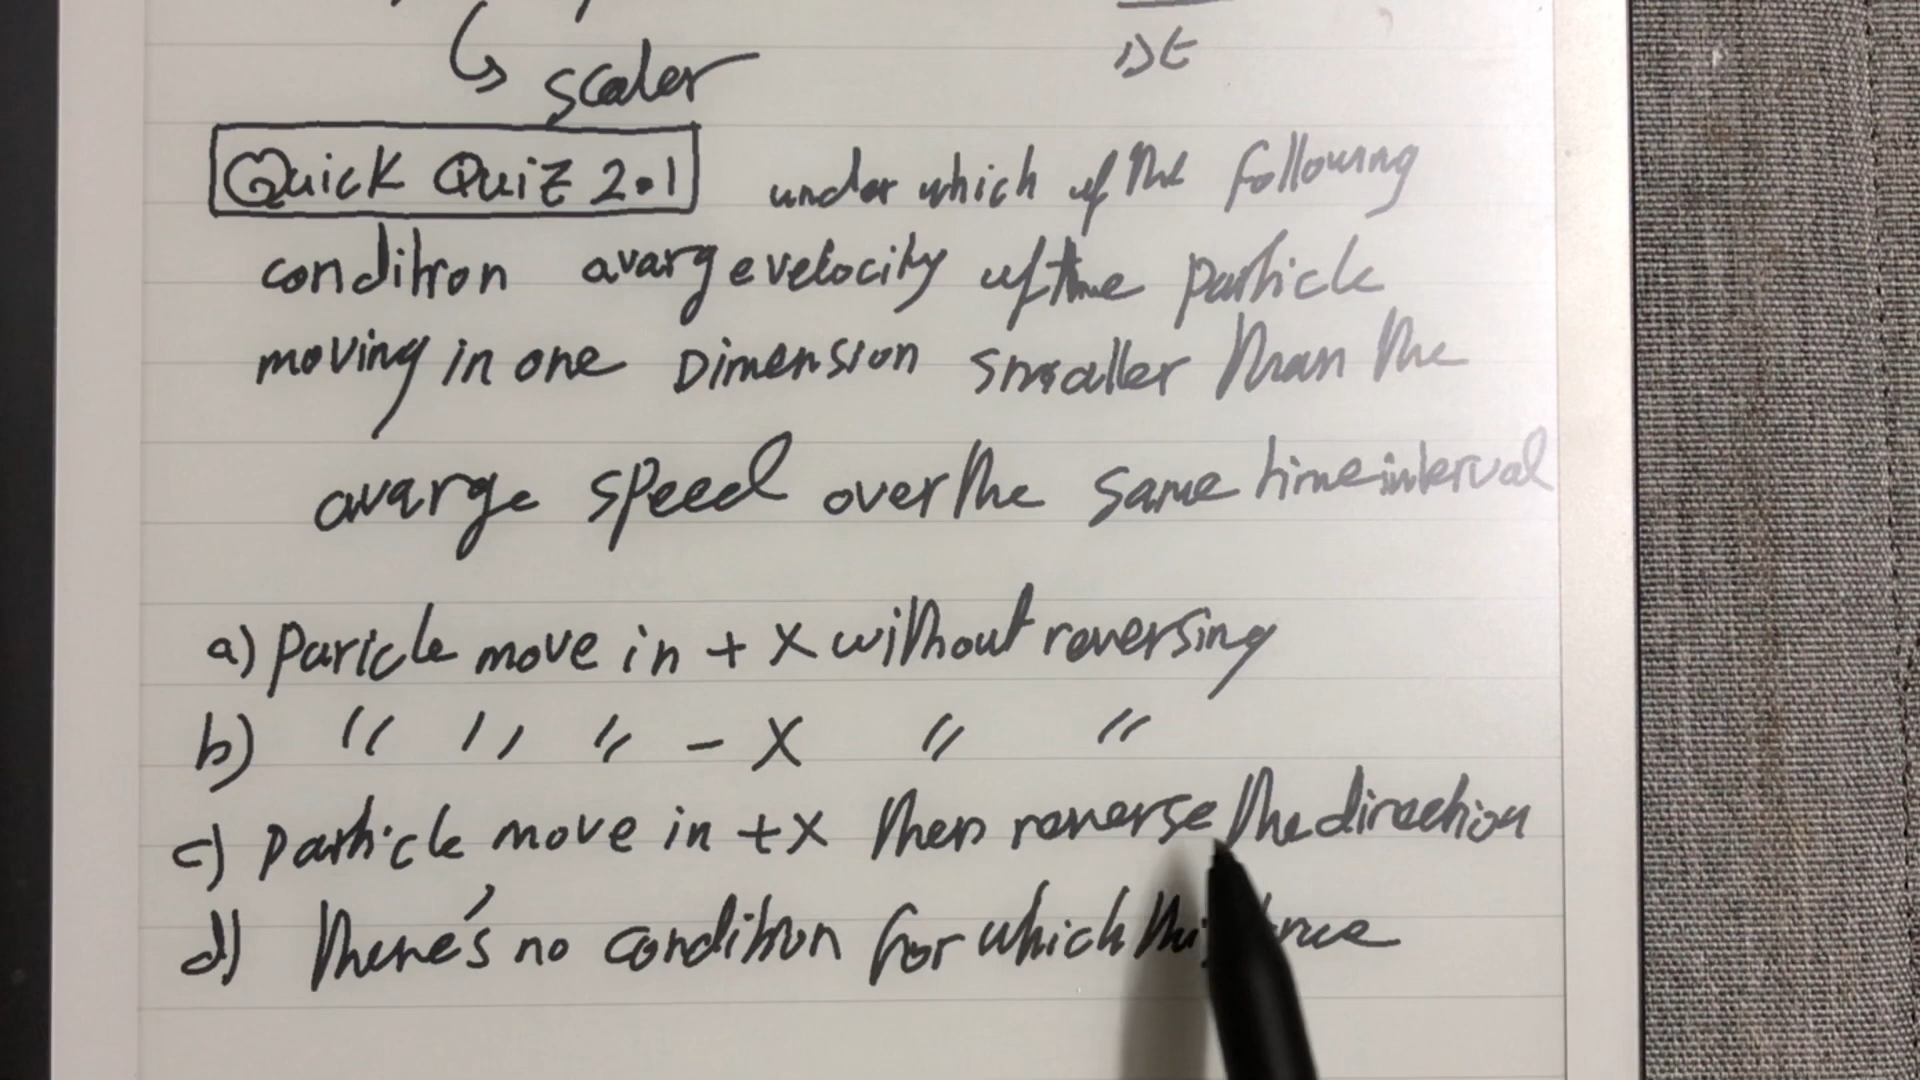 scaler
Δt
Quick Quiz 2.1 under which of the following
condition avarge velocity of the particle
moving in one Dimension smaller than the
avarge speed over the same time interval
a) Paricle move in + x without reversing
b) " " " - x " "
c) particle move in +x then reverse the direction
d) there's no condition for which this true